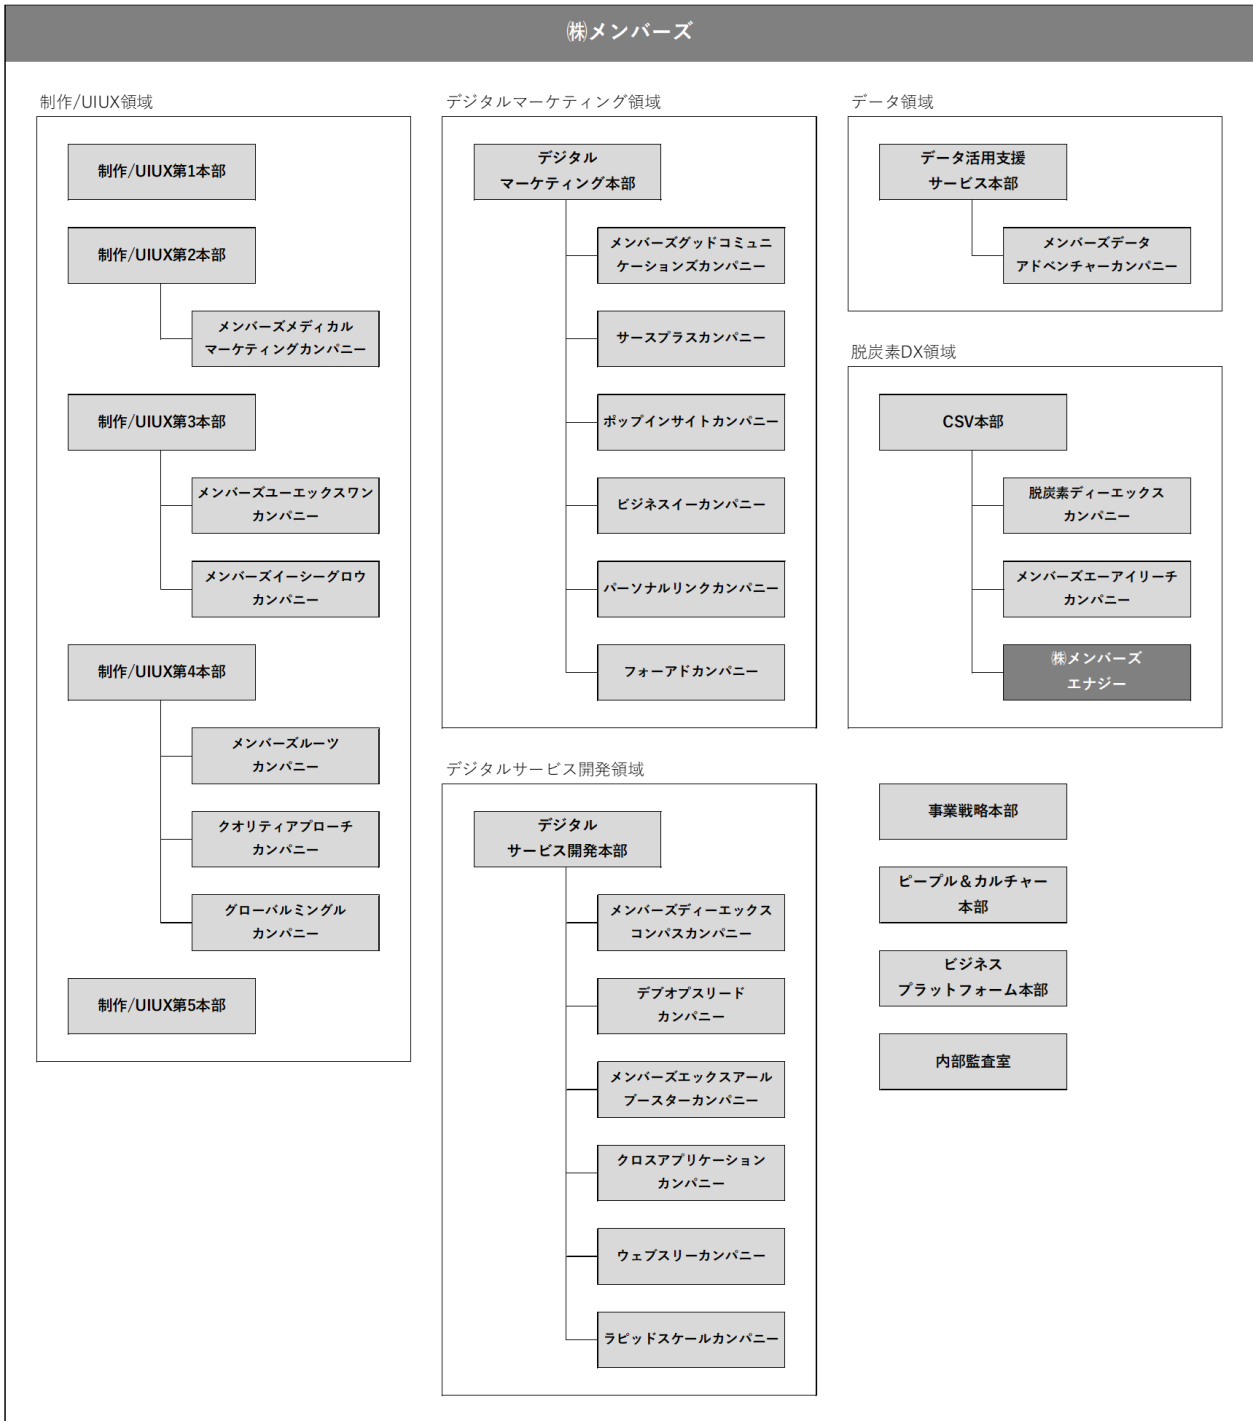 ㈱メンバーズ
制作/UIUX領域
制作/UIUX第1本部
制作/UIUX第2本部
メンバーズメディカル
マーケティングカンパニー
制作/UIUX第3本部
メンバーズユーエックスワン
カンパニー
メンバーズイーシーグロウ
カンパニー
制作/UIUX第4本部
メンバーズルーツ
カンパニー
クオリティアプローチ
カンパニー
グローバルミングル
カンパニー
制作/UIUX第5本部
デジタルマーケティング領域
デジタル
マーケティング本部
メンバーズグッドコミュニ
ケーションズカンパニー
サースプラスカンパニー
ポップインサイトカンパニー
ビジネスイーカンパニー
パーソナルリンクカンパニー
フォーアドカンパニー
デジタルサービス開発領域
デジタル
サービス開発本部
メンバーズディーエックス
コンパスカンパニー
デブオプスリード
カンパニー
メンバーズエックスアール
ブースターカンパニー
クロスアプリケーション
カンパニー
ウェブスリーカンパニー
ラピッドスケールカンパニー
データ領域
データ活用支援
サービス本部
メンバーズデータ
アドベンチャーカンパニー
脱炭素DX領域
CSV本部
脱炭素ディーエックス
カンパニー
メンバーズエーアイリーチ
カンパニー
㈱メンバーズ
エナジー
事業戦略本部
ピープル＆カルチャー
本部
ビジネス
プラットフォーム本部
内部監査室